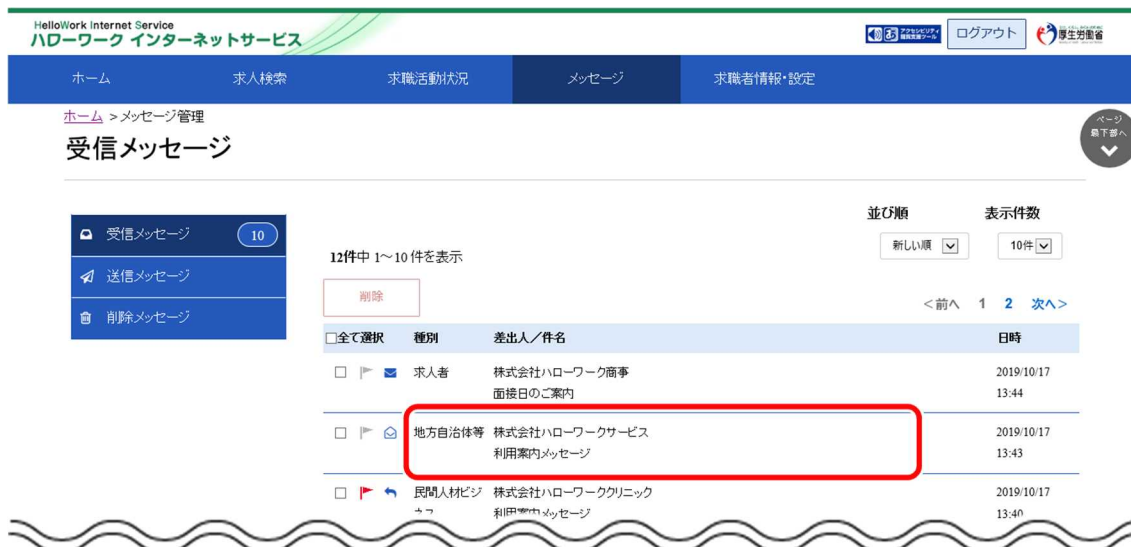 HelloWork Internet Service
ハローワーク インターネットサービス
ログアウト
厚生労働省
ホーム 求人検索 求職活動状況 メッセージ 求職者情報・設定
ホーム >メッセージ管理
ページ
最下部へ
受信メッセージ
並び順 表示件数
受信メッセージ 10
新しい順 10件
12件中 1～10 件を表示
送信メッセージ
削除
削除メッセージ
<前へ 1 2 次へ>
全て選択 種別 差出人／件名 日時
求人者 株式会社ハローワーク商事 2019/10/17
面接日のご案内 13:44
地方自治体等 株式会社ハローワークサービス 2019/10/17
利用案内メッセージ 13:43
民間人材ビジ 株式会社ハローワーククリニック 2019/10/17
ネス 利用案内メッセージ 13:40